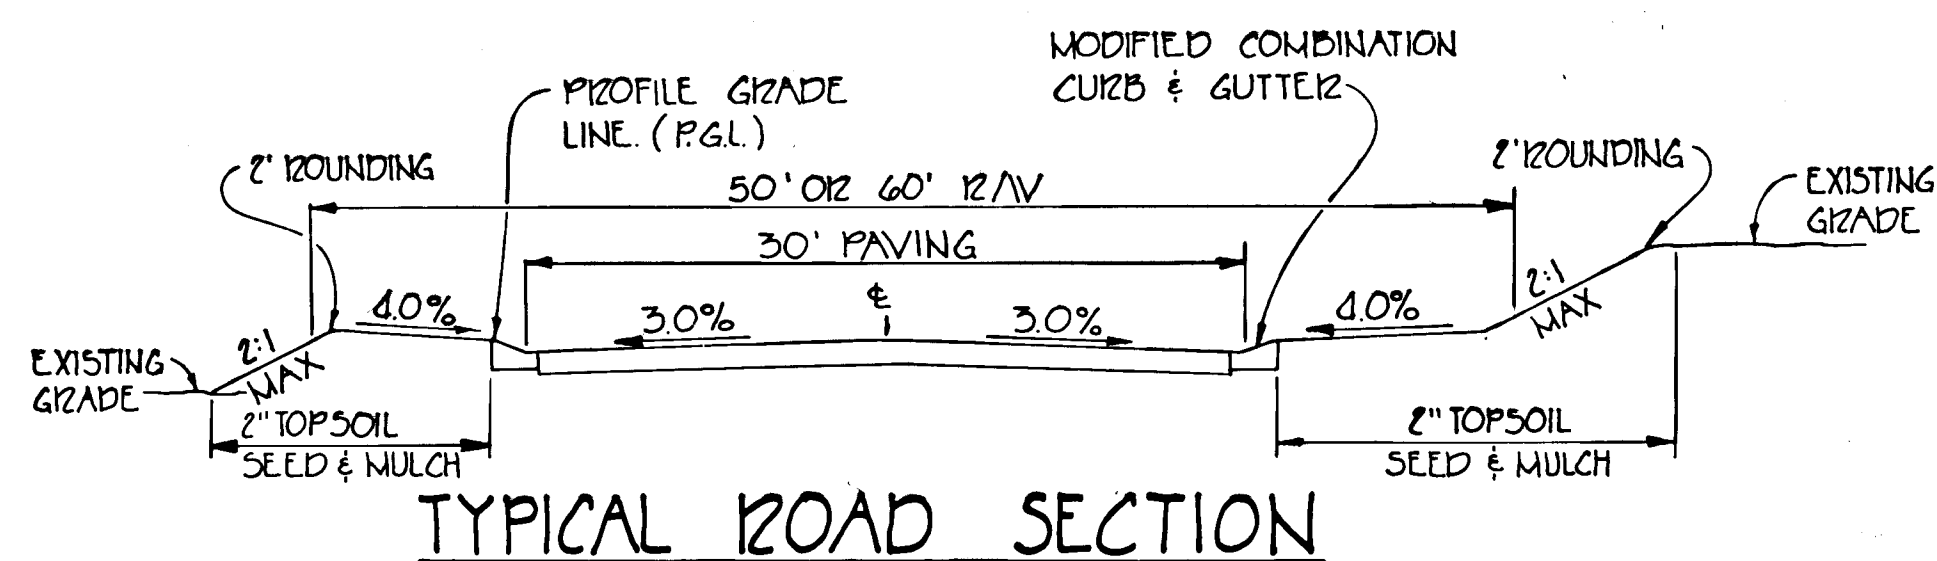 MODIFIED COMBINATION
CURB & GUTTER
PROFILE GRADE
LINE. (P.G.L.)
2' ROUNDING
2' ROUNDING
EXISTING
GRADE
50' OR 60' R/W
30' PAVING
4.0%
3.0%
℄
3.0%
4.0%
2:1
MAX
2:1
MAX
EXISTING
GRADE
2" TOPSOIL
SEED & MULCH
2" TOPSOIL
SEED & MULCH
TYPICAL ROAD SECTION